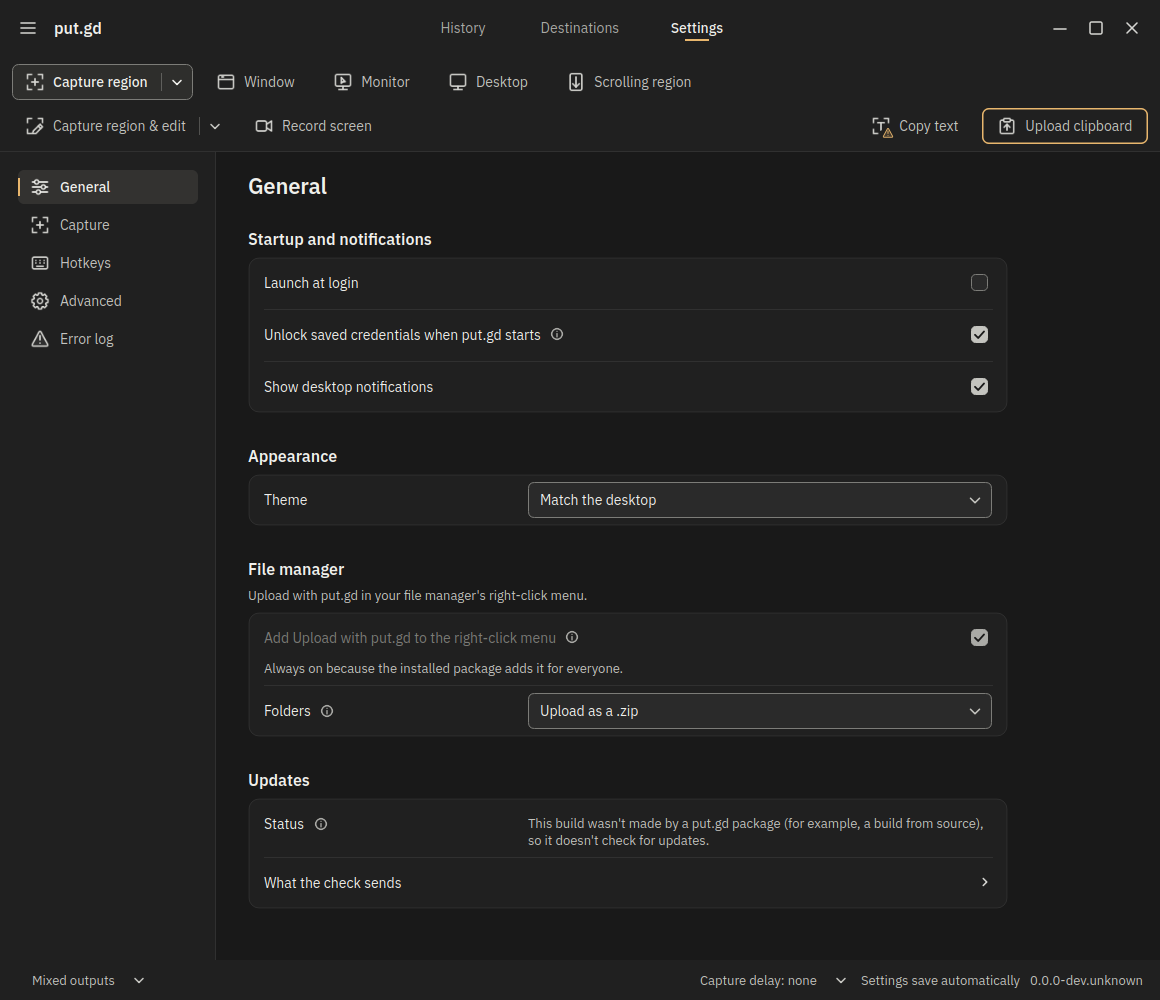 put.gd
History
Destinations
Settings
Capture region
Window
Monitor
Desktop
Scrolling region
Capture region & edit
Record screen
Copy text
Upload clipboard
General
Capture
Hotkeys
Advanced
Error log
General
Startup and notifications
Launch at login
Unlock saved credentials when put.gd starts
Show desktop notifications
Appearance
Theme
Match the desktop
File manager
Upload with put.gd in your file manager's right-click menu.
Add Upload with put.gd to the right-click menu
Always on because the installed package adds it for everyone.
Folders
Upload as a .zip
Updates
Status
This build wasn't made by a put.gd package (for example, a build from source),
so it doesn't check for updates.
What the check sends
Mixed outputs
Capture delay: none
Settings save automatically
0.0.0-dev.unknown